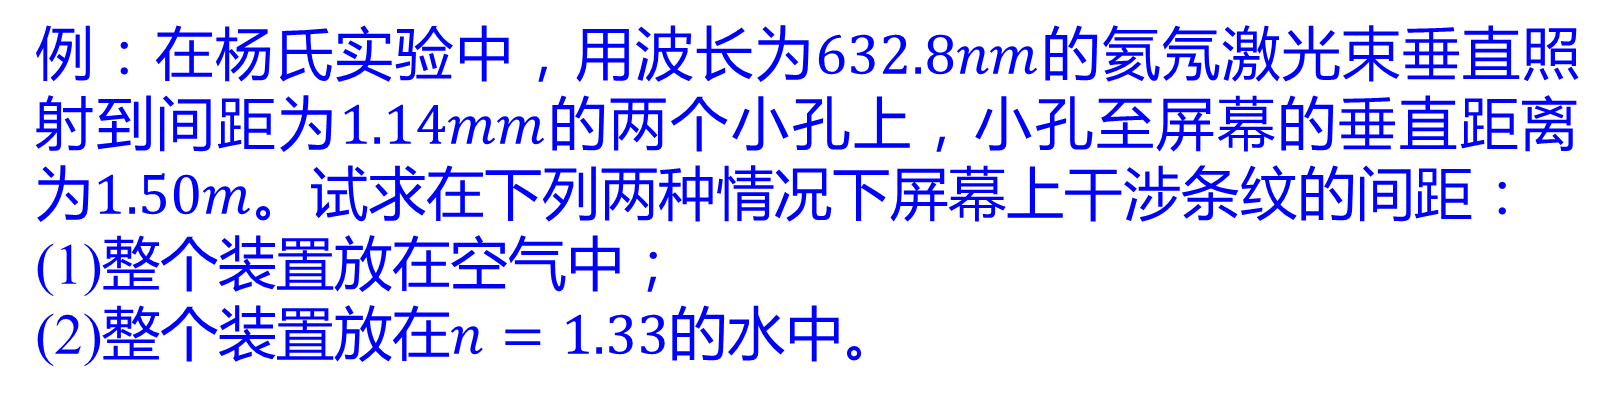 例：在杨氏实验中，用波长为632.8nm的氦氖激光束垂直照
射到间距为1.14mm的两个小孔上，小孔至屏幕的垂直距离
为1.50m。试求在下列两种情况下屏幕上干涉条纹的间距：
(1)整个装置放在空气中；
(2)整个装置放在n = 1.33的水中。